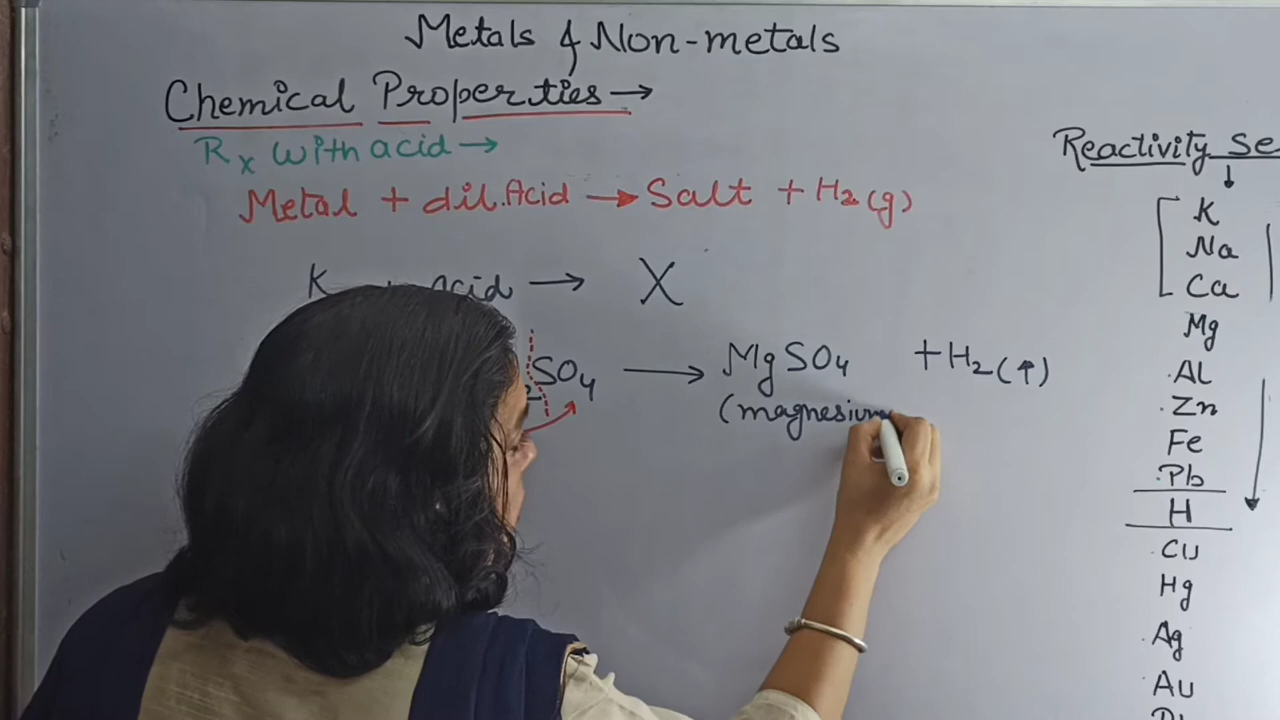 Metals & Non-metals
Chemical Properties →
Rx with acid →
Metal + dil. Acid → Salt + H2 (g)
K + Acid → X
SO4 → MgSO4 + H2 (↑)
(magnesium
Reactivity Se
↓
K
Na
Ca
Mg
Al
Zn
Fe
Pb
H
Cu
Hg
Ag
Au